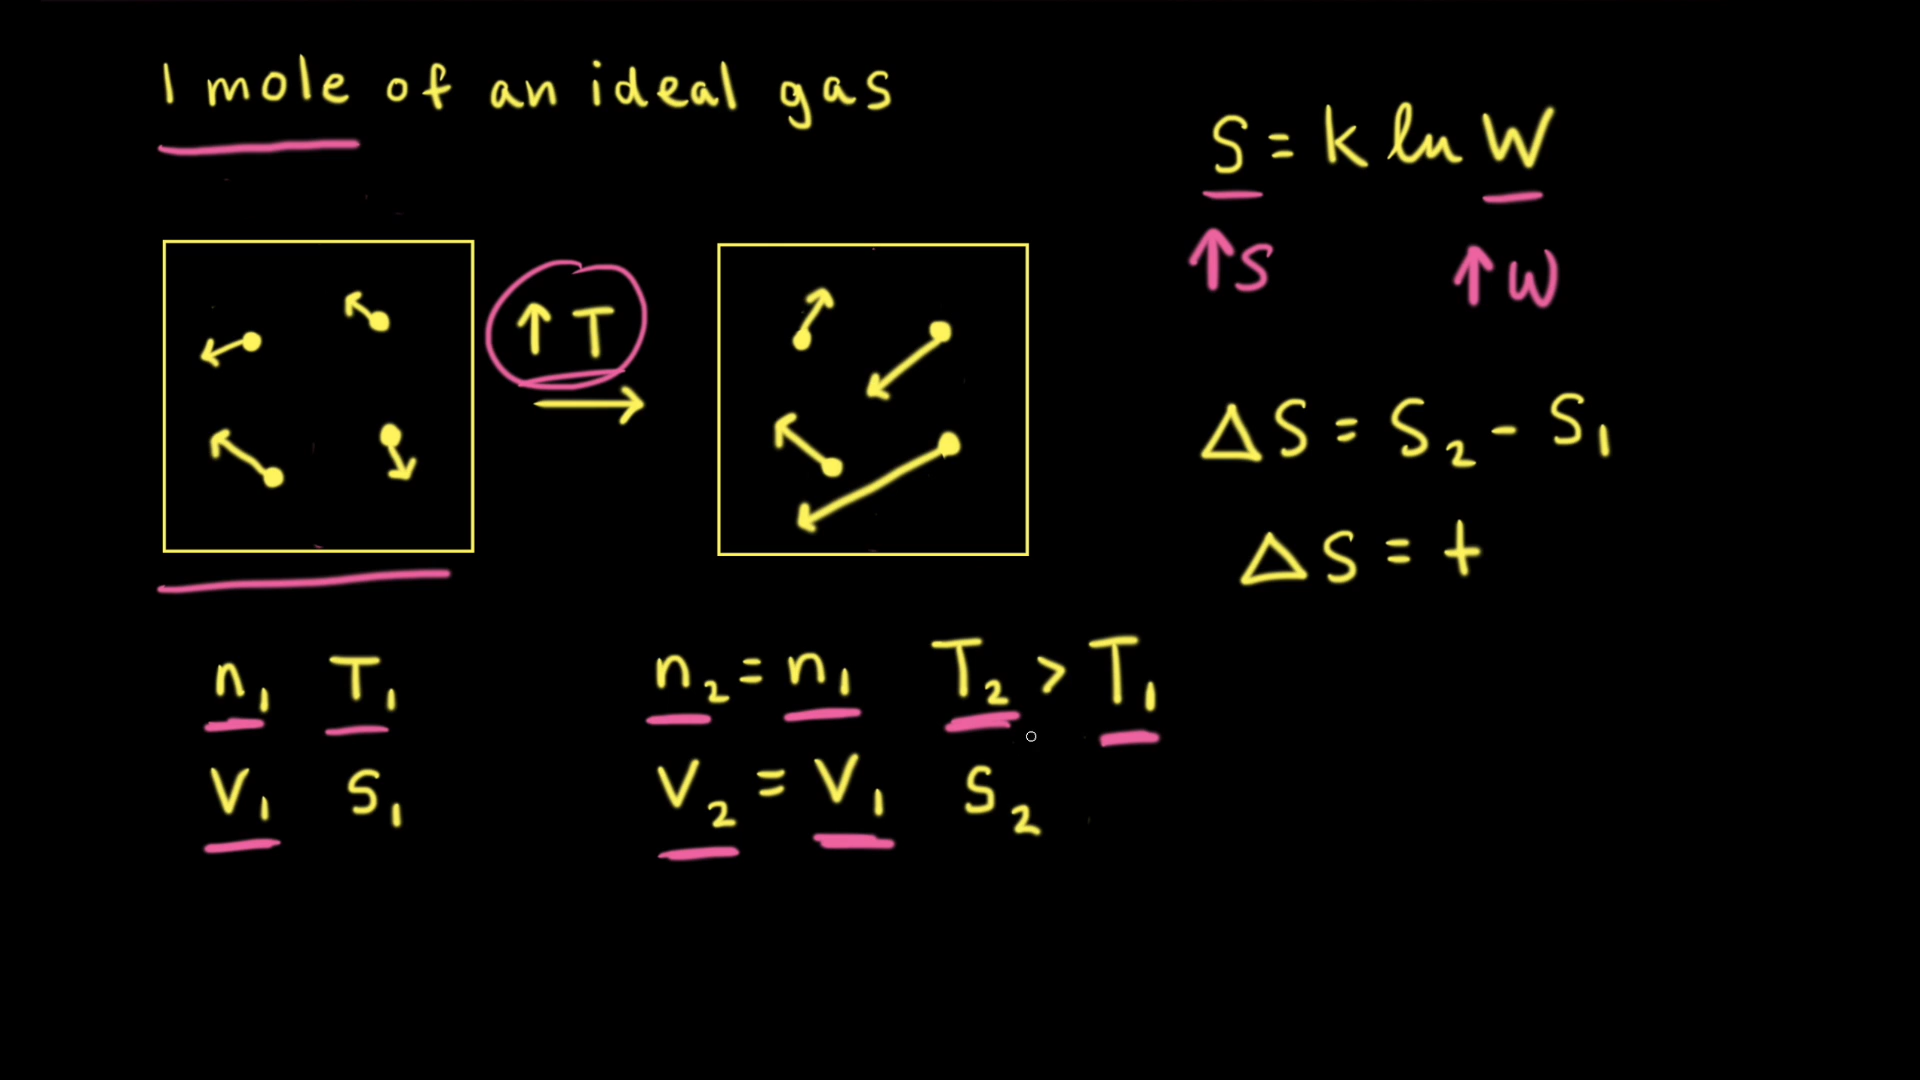 1 mole of an ideal gas
S = k ln W
↑S ↑W
↑ T
→
ΔS = S₂ - S₁
ΔS = +
n₁ T₁
V₁ S₁
n₂ = n₁ T₂ > T₁
V₂ = V₁ S₂